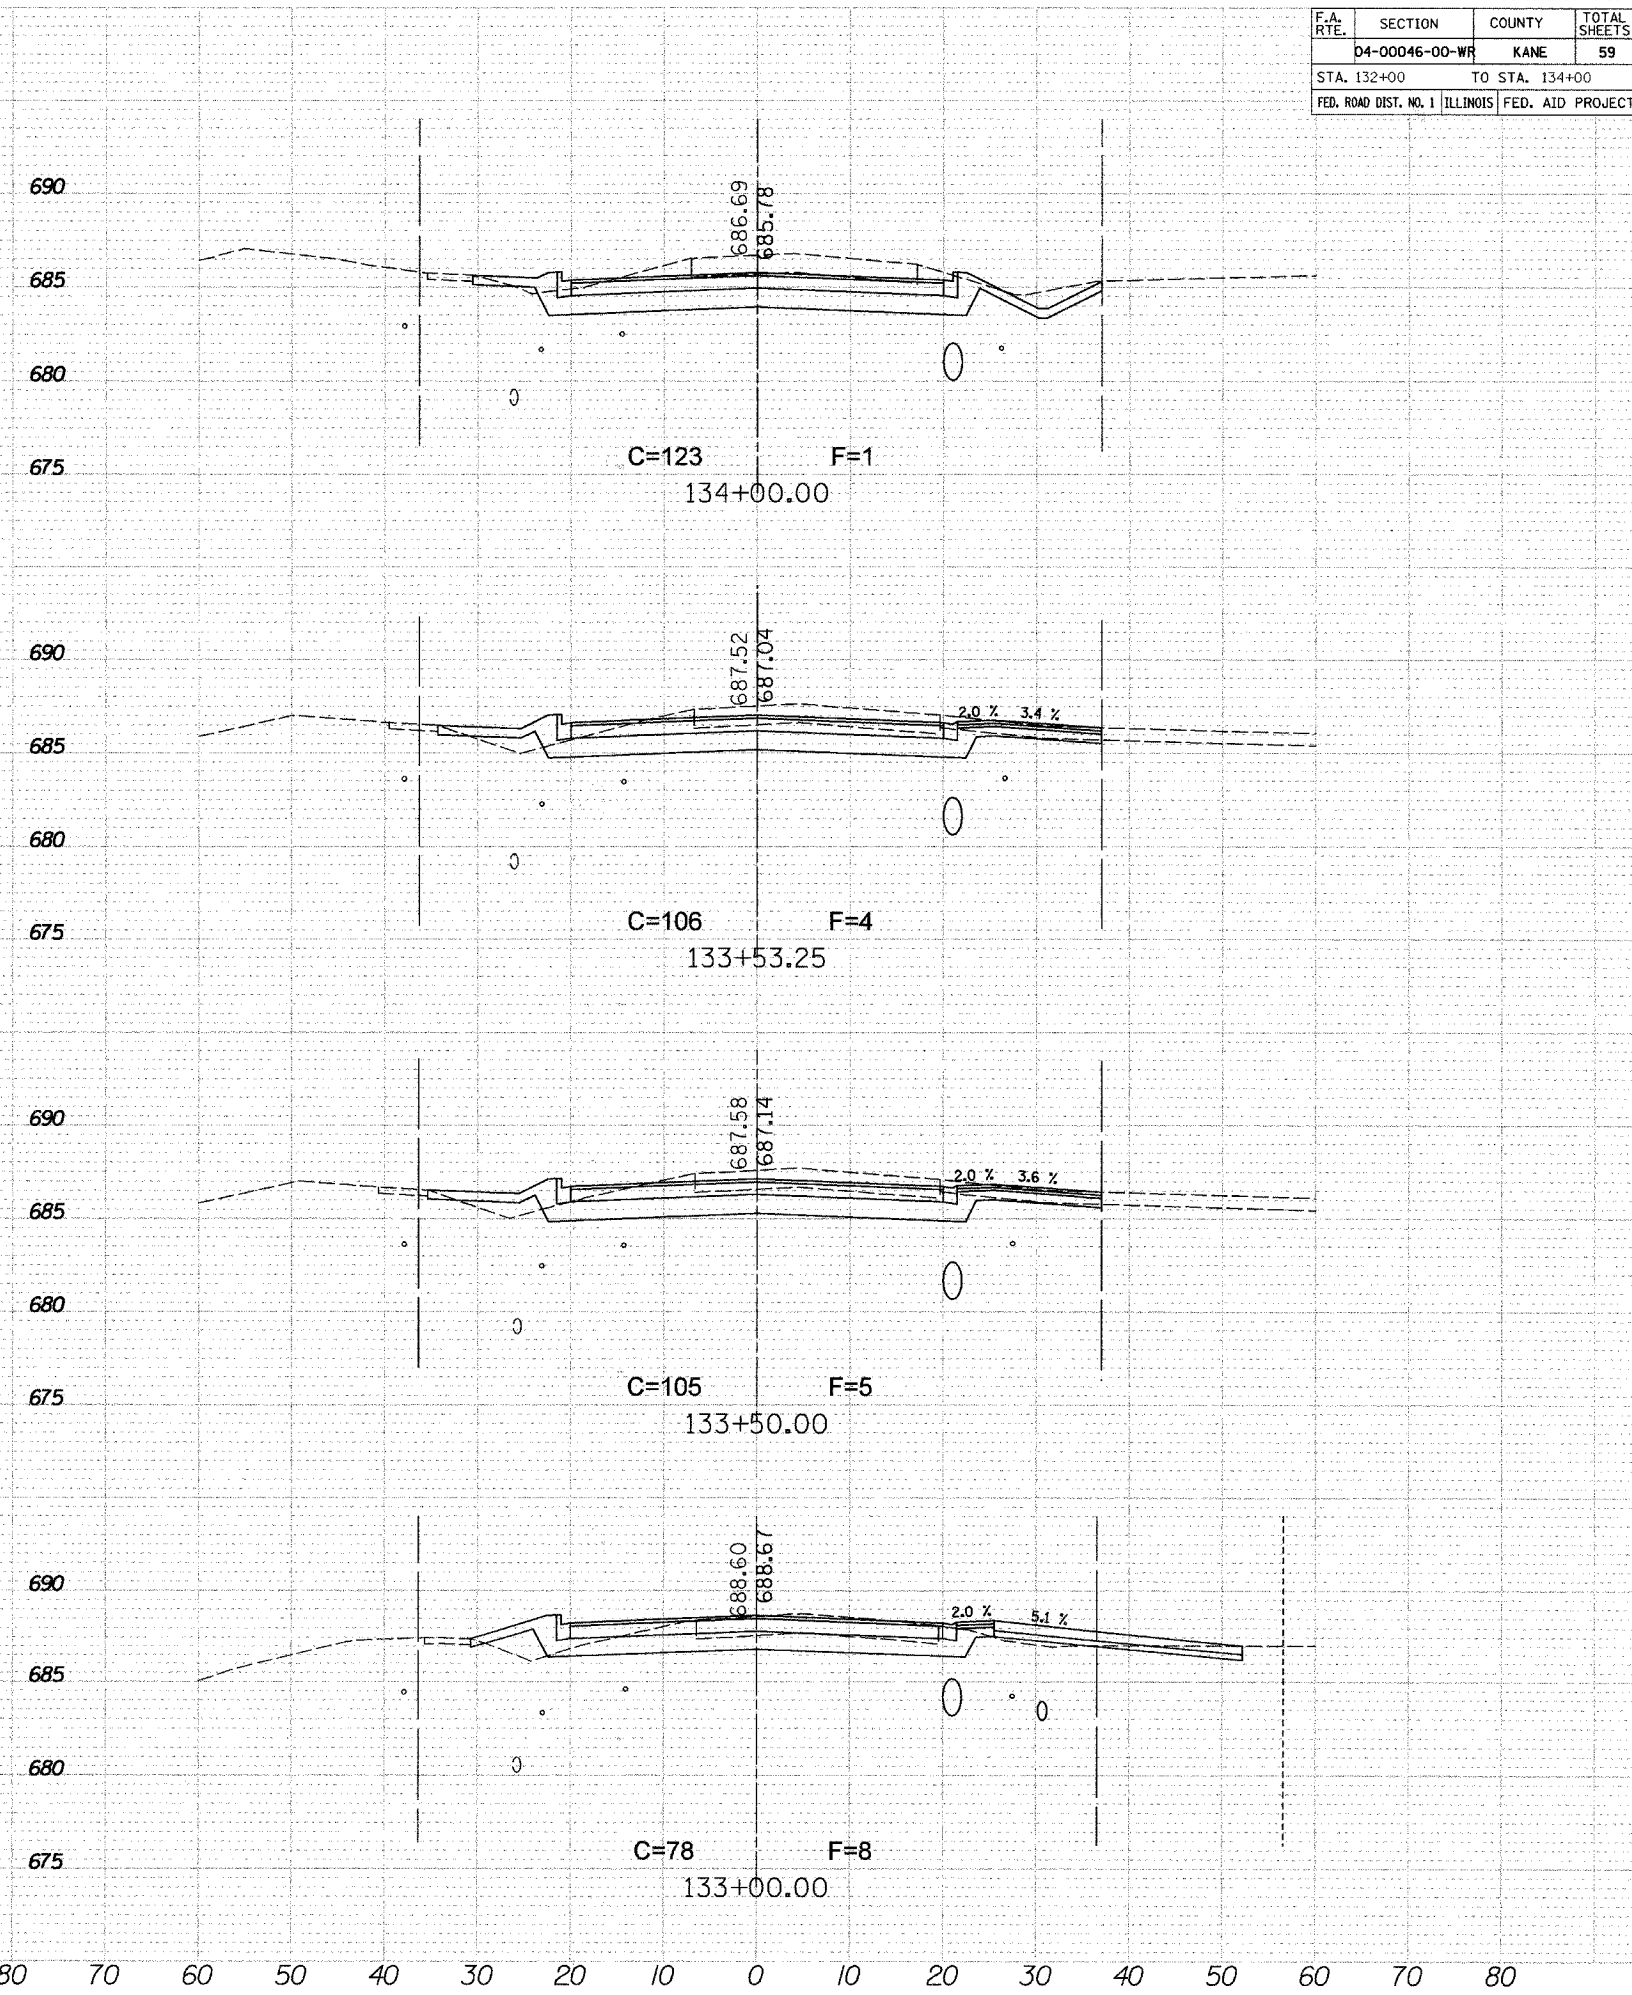 F.A. RTE. SECTION COUNTY TOTAL SHEETS
04-00046-00-WR KANE 59
STA. 132+00 TO STA. 134+00
FED. ROAD DIST. NO. 1 ILLINOIS FED. AID PROJECT
690
686.69
685.78
685
680
675
C=123 F=1
134+00.00
690
687.52
687.04
2.0 % 3.4 %
685
680
675
C=106 F=4
133+53.25
690
687.58
687.14
2.0 % 3.6 %
685
680
675
C=105 F=5
133+50.00
690
688.60
688.67
2.0 % 5.1 %
685
680
675
C=78 F=8
133+00.00
80 70 60 50 40 30 20 10 0 10 20 30 40 50 60 70 80